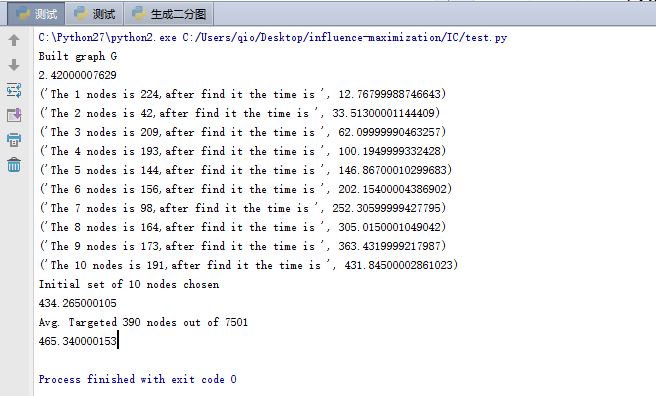 测试 测试 生成二分图
C:\Python27\python2.exe C:/Users/qio/Desktop/influence-maximization/IC/test.py
Built graph G
2.42000007629
('The 1 nodes is 224,after find it the time is ', 12.76799988746643)
('The 2 nodes is 42,after find it the time is ', 33.51300001144409)
('The 3 nodes is 209,after find it the time is ', 62.09999990463257)
('The 4 nodes is 193,after find it the time is ', 100.1949999332428)
('The 5 nodes is 144,after find it the time is ', 146.86700010299683)
('The 6 nodes is 156,after find it the time is ', 202.15400004386902)
('The 7 nodes is 98,after find it the time is ', 252.30599999427795)
('The 8 nodes is 164,after find it the time is ', 305.0150001049042)
('The 9 nodes is 173,after find it the time is ', 363.4319999217987)
('The 10 nodes is 191,after find it the time is ', 431.84500002861023)
Initial set of 10 nodes chosen
434.265000105
Avg. Targeted 390 nodes out of 7501
465.340000153
Process finished with exit code 0